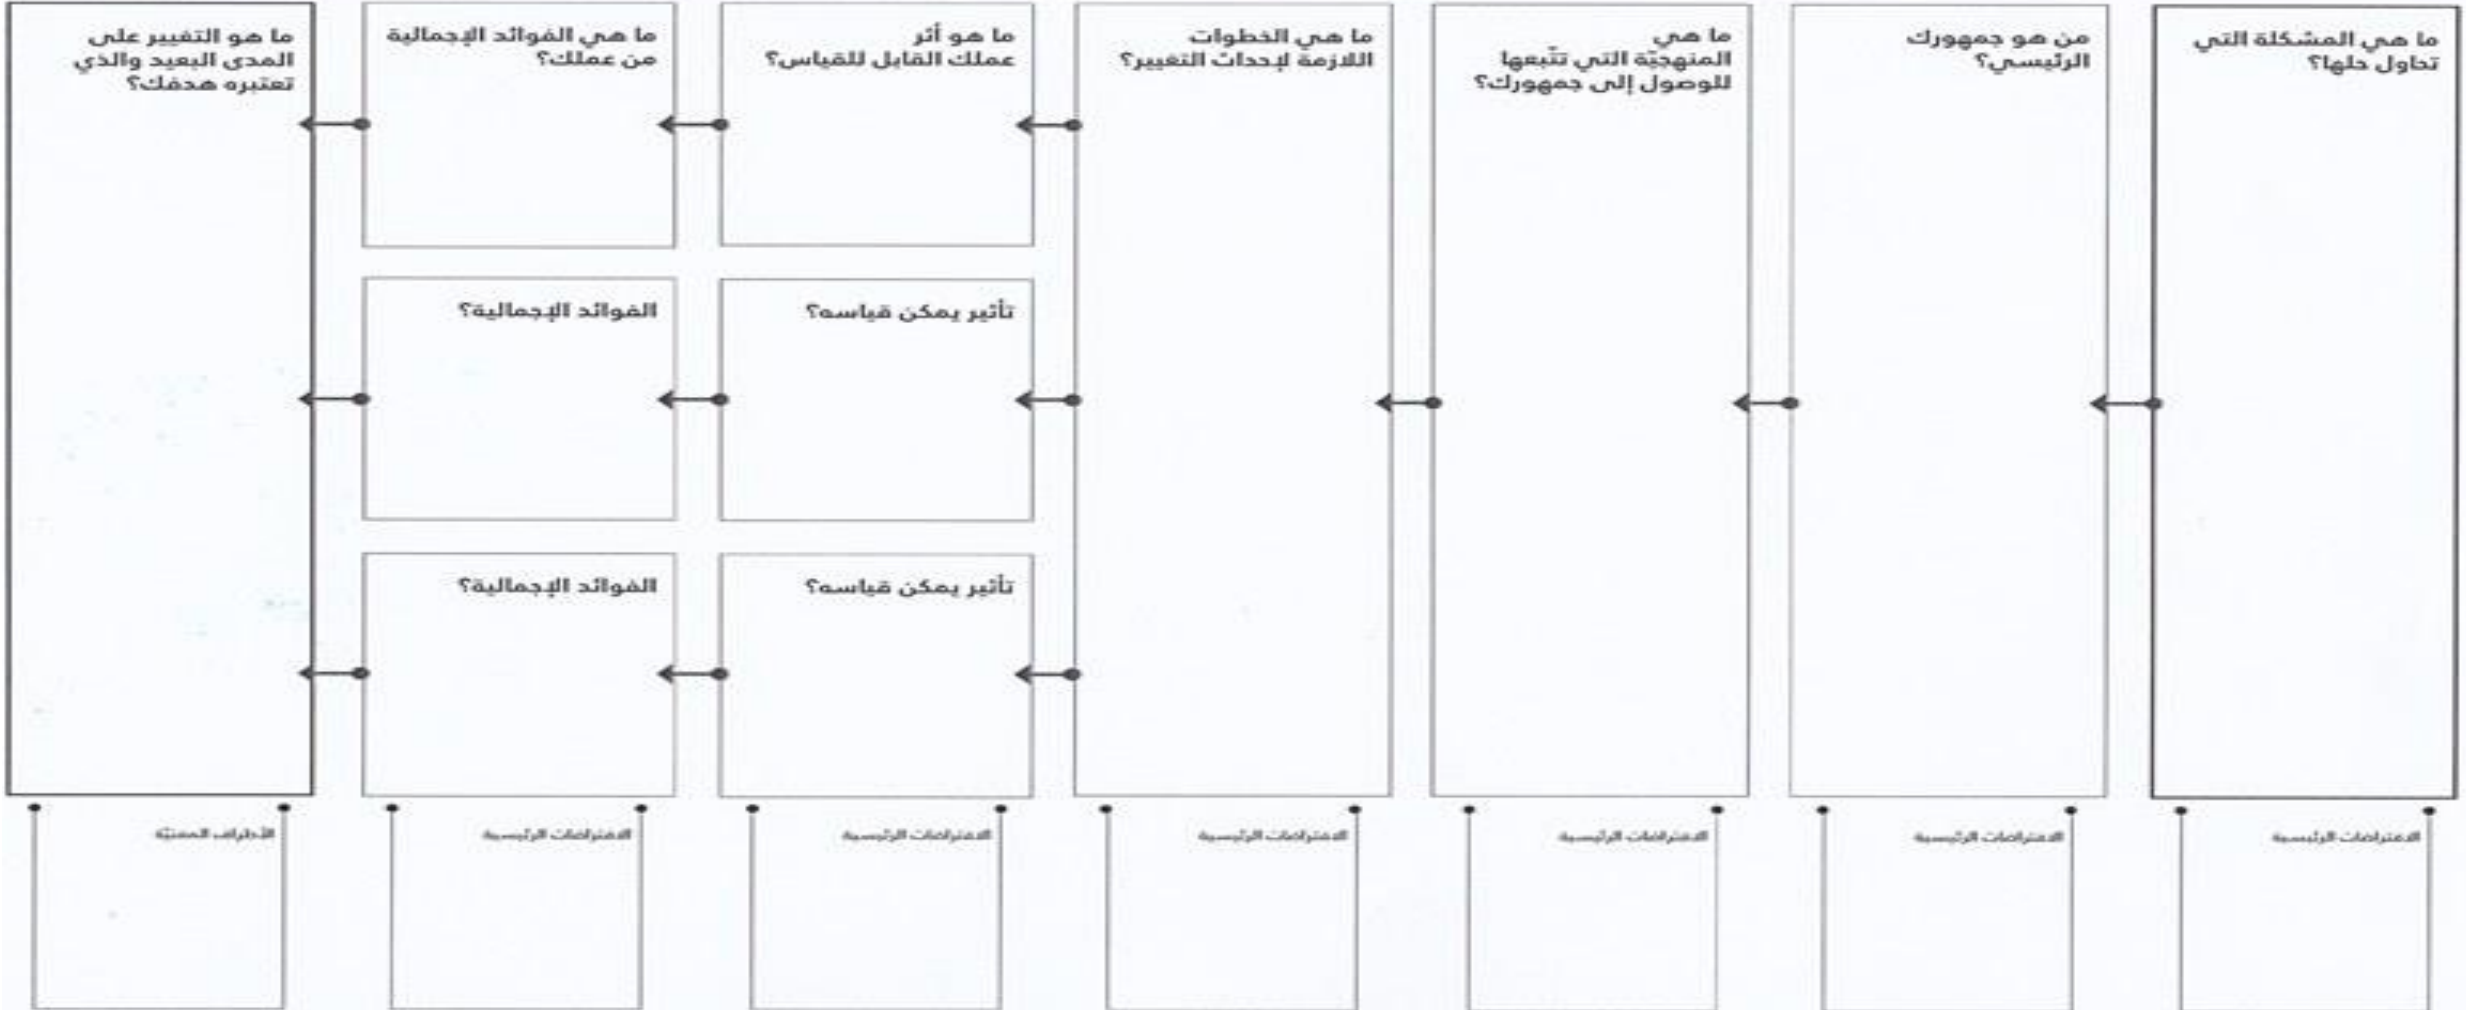 ما هي المشكلة التي
تحاول حلها؟
من هو جمهورك
الرئيسي؟
ما هي
المنهجيّة التي تتّبعها
للوصول إلى جمهورك؟
ما هي الخطوات
اللازمة لإحداث التغيير؟
ما هو أثر
عملك القابل للقياس؟
ما هي الفوائد الإجمالية
من عملك؟
ما هو التغيير على
المدى البعيد والذي
تعتبره هدفك؟
تأثير يمكن قياسه؟
الفوائد الإجمالية؟
تأثير يمكن قياسه؟
الفوائد الإجمالية؟
الافتراضات الرئيسية
الافتراضات الرئيسية
الافتراضات الرئيسية
الافتراضات الرئيسية
الافتراضات الرئيسية
الافتراضات الرئيسية
الأطراف المعنيّة